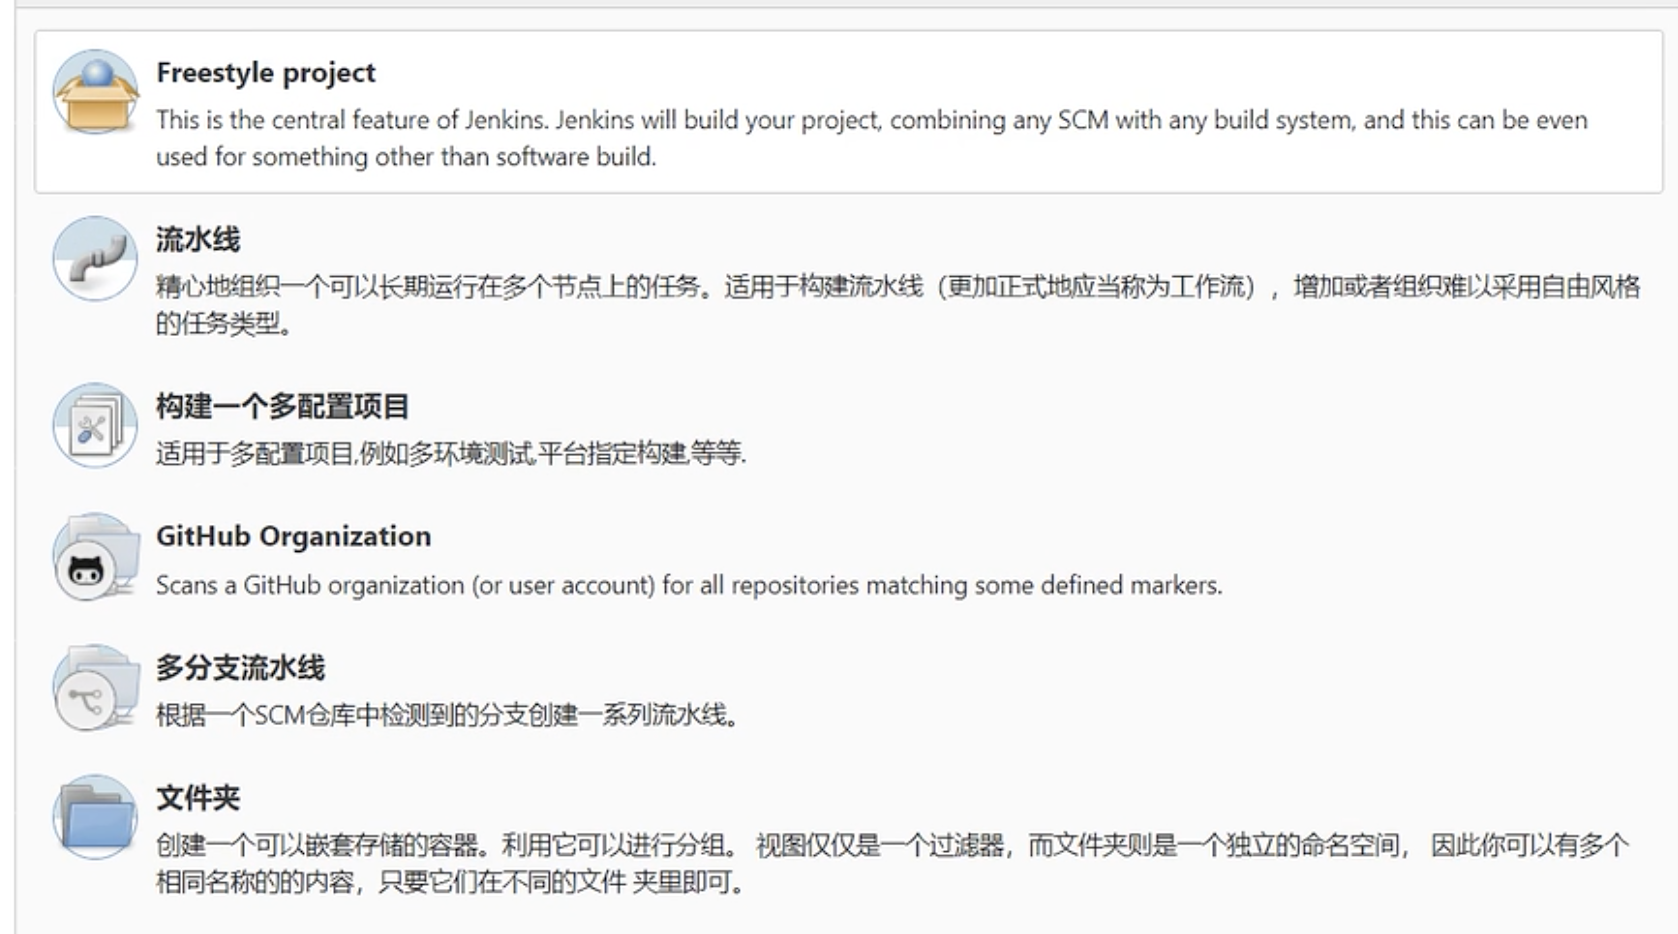 Freestyle project
This is the central feature of Jenkins. Jenkins will build your project, combining any SCM with any build system, and this can be even
used for something other than software build.
流水线
精心地组织一个可以长期运行在多个节点上的任务。适用于构建流水线（更加正式地应当称为工作流），增加或者组织难以采用自由风格
的任务类型。
构建一个多配置项目
适用于多配置项目,例如多环境测试,平台指定构建,等等.
GitHub Organization
Scans a GitHub organization (or user account) for all repositories matching some defined markers.
多分支流水线
根据一个SCM仓库中检测到的分支创建一系列流水线。
文件夹
创建一个可以嵌套存储的容器。利用它可以进行分组。 视图仅仅是一个过滤器，而文件夹则是一个独立的命名空间， 因此你可以有多个
相同名称的的内容，只要它们在不同的文件 夹里即可。